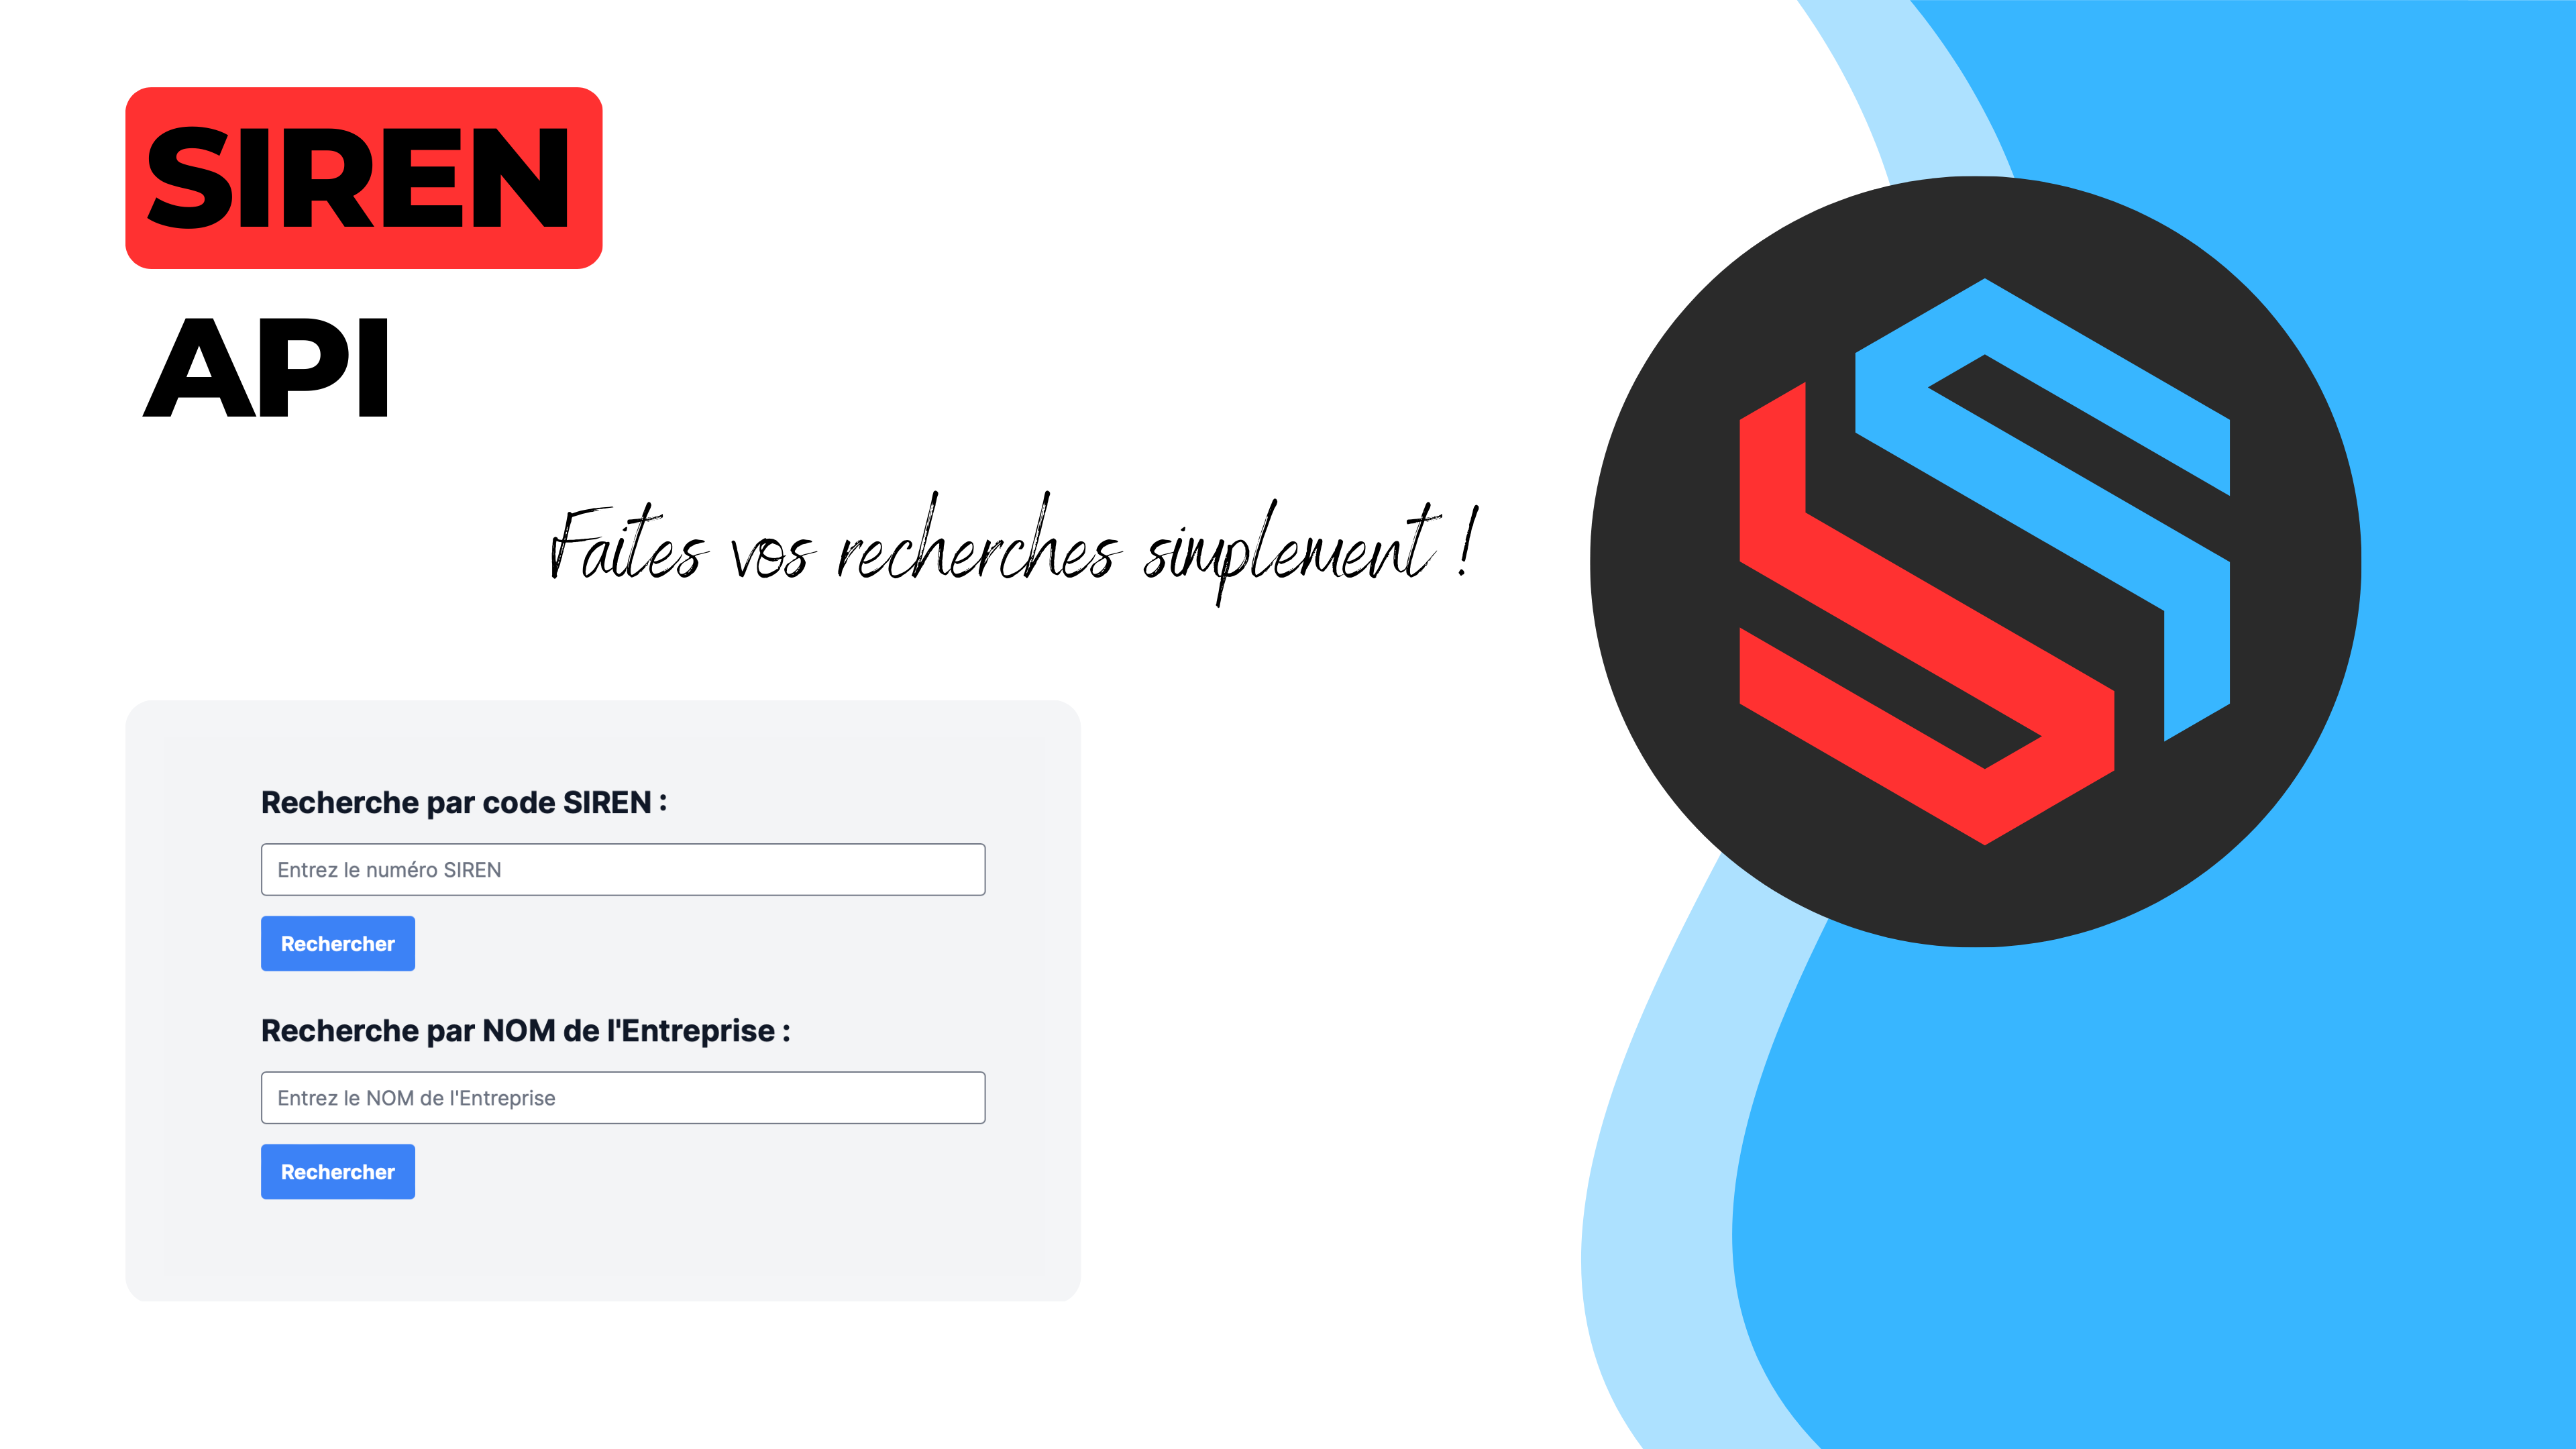 SIREN
API
Faites vos recherches simplement !
Recherche par code SIREN :
Entrez le numéro SIREN
Rechercher
Recherche par NOM de l'Entreprise :
Entrez le NOM de l'Entreprise
Rechercher